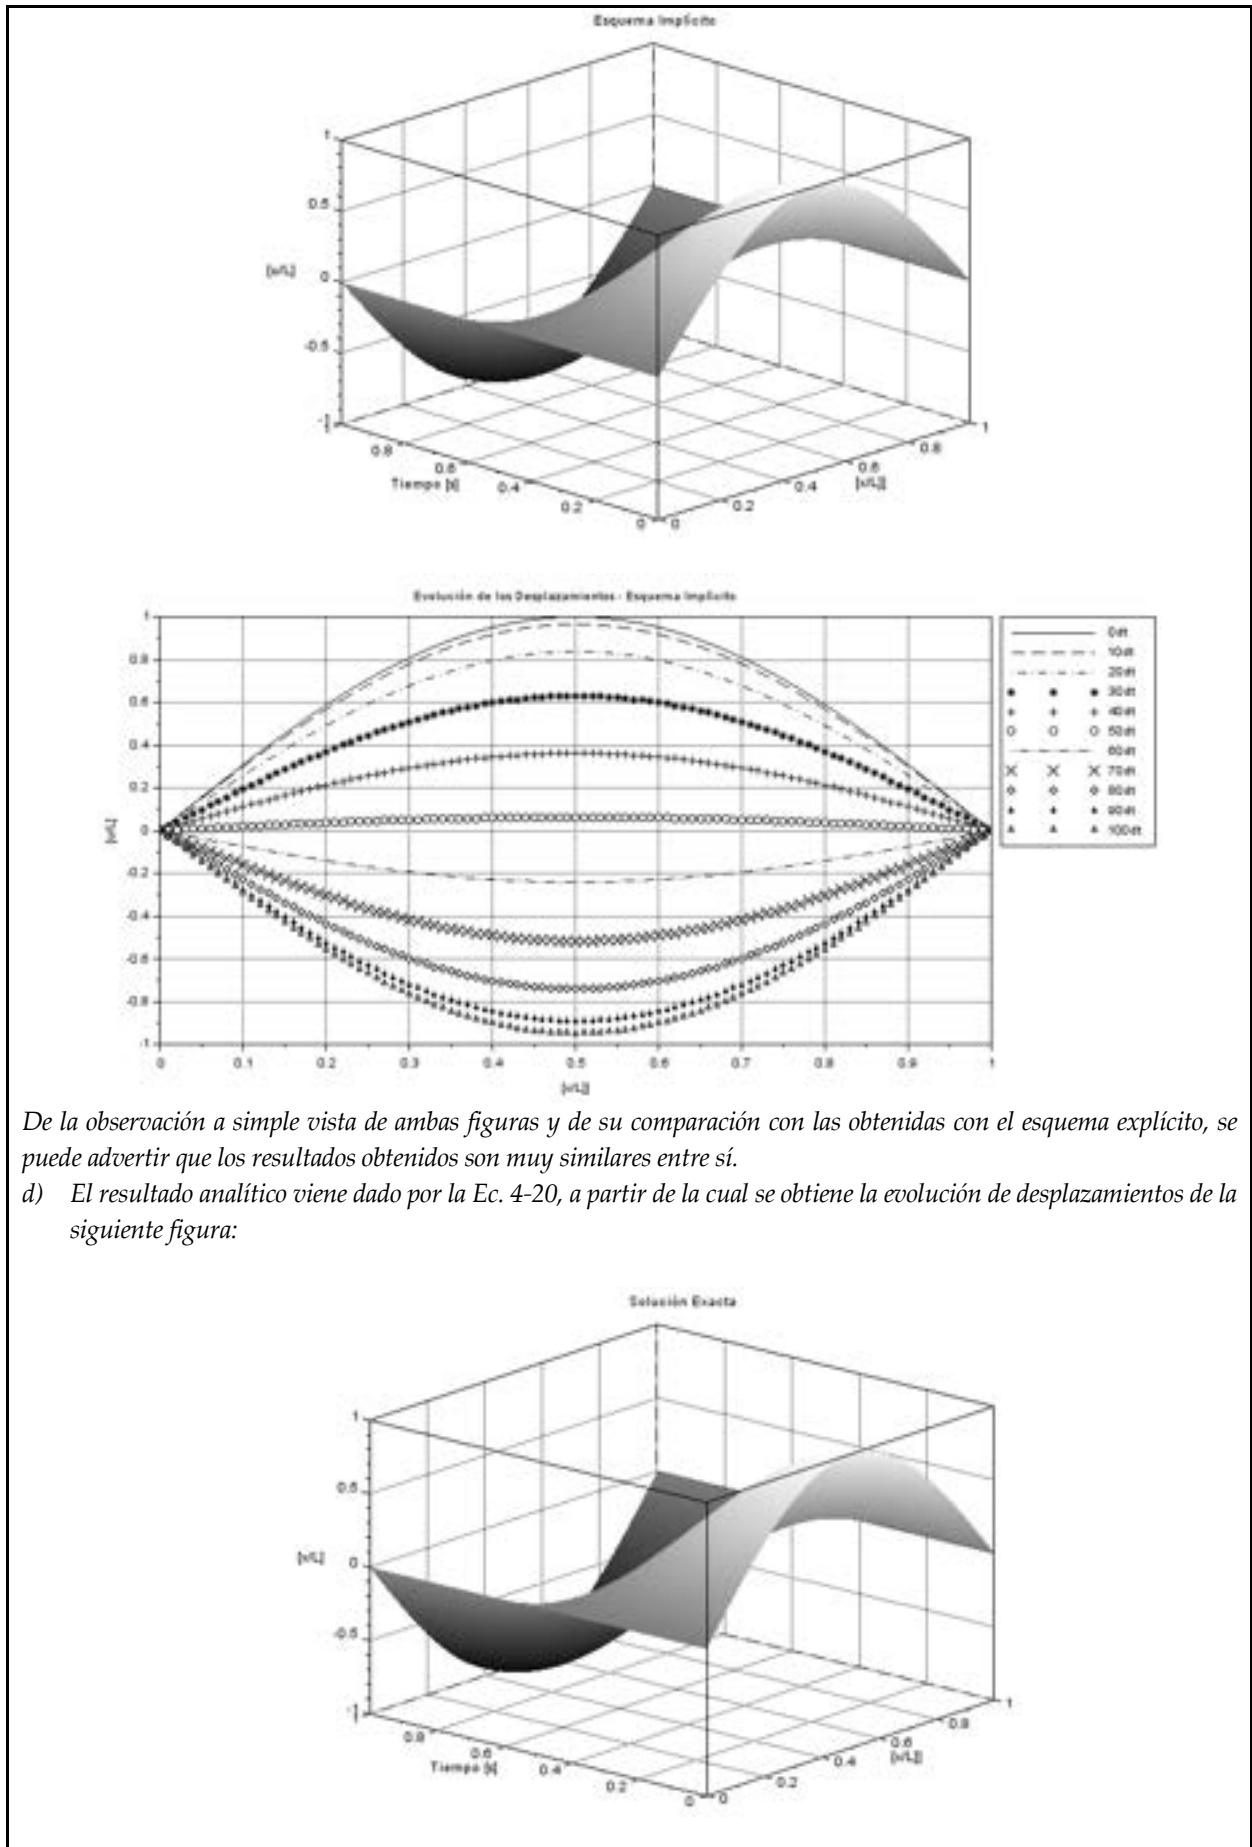 Esquema Implícito
1
0.5
0
-0.5
-1
[u/L]
1
0.8
0.6
0.4
0.2
0
Tiempo [s]
0
0.2
0.4
0.6
0.8
1
Evolución de los Desplazamientos - Esquema Implícito
1
0.8
0.6
0.4
0.2
0
-0.2
-0.4
-0.6
-0.8
-1
0
0.1
0.2
0.3
0.4
0.5
0.6
0.7
0.8
0.9
1
0dt
10dt
20dt
30dt
40dt
50dt
60dt
70dt
80dt
90dt
100dt
De la observación a simple vista de ambas figuras y de su comparación con las obtenidas con el esquema explícito, se
puede advertir que los resultados obtenidos son muy similares entre sí.
d) El resultado analítico viene dado por la Ec. 4-20, a partir de la cual se obtiene la evolución de desplazamientos de la
siguiente figura:
Solución Exacta
1
0.5
0
-0.5
-1
1
0.8
0.6
0.4
0.2
0
Tiempo [s]
0
0.2
0.4
0.6
0.8
1